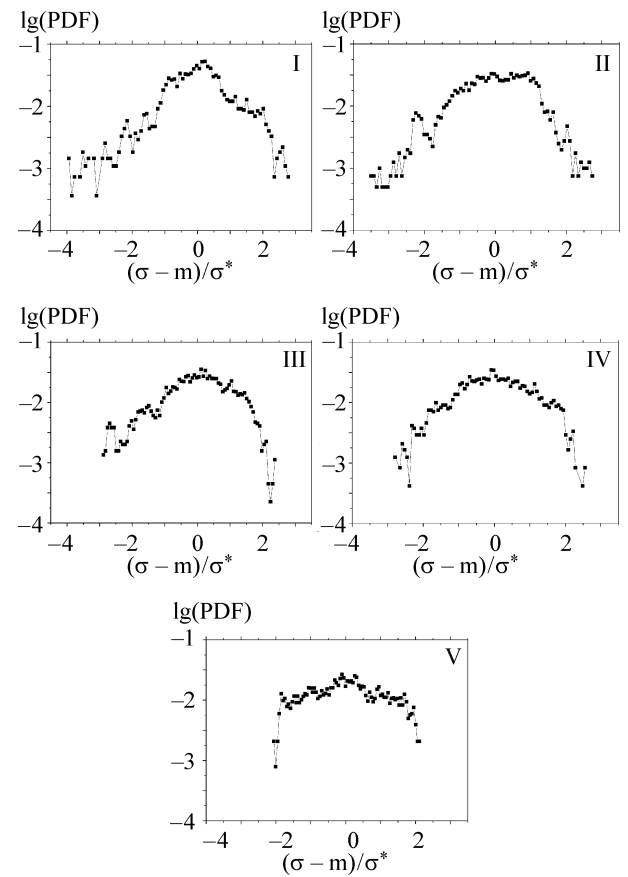 lg(PDF) lg(PDF)
–1 –1
I II
–2 –2
–3 –3
–4 –4
–4 –2 0 2 –4 –2 0 2
(σ – m)/σ* (σ – m)/σ*
lg(PDF) lg(PDF)
–1 –1
III IV
–2 –2
–3 –3
–4 –4
–4 –2 0 2 –4 –2 0 2
(σ – m)/σ* (σ – m)/σ*
lg(PDF)
–1
V
–2
–3
–4
–4 –2 0 2
(σ – m)/σ*